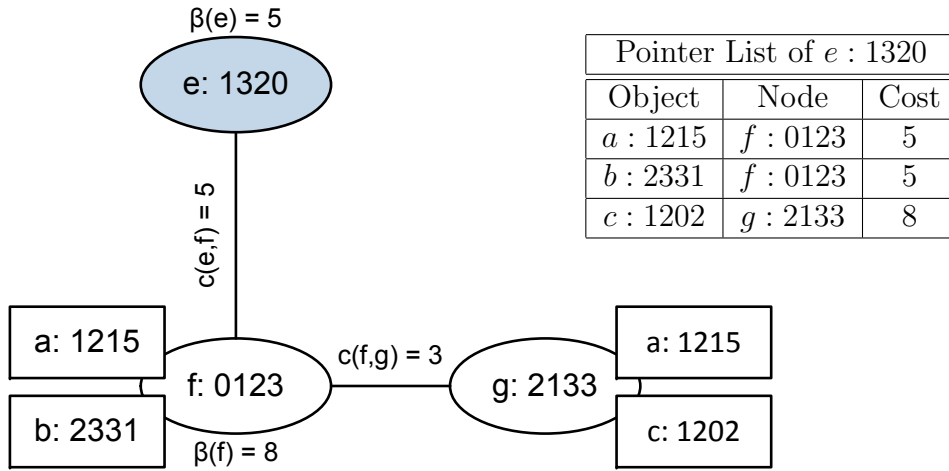 β(e) = 5
e: 1320
c(e,f) = 5
a: 1215
b: 2331
f: 0123
β(f) = 8
c(f,g) = 3
g: 2133
a: 1215
c: 1202
Pointer List of e : 1320
Object Node Cost
a : 1215 f : 0123 5
b : 2331 f : 0123 5
c : 1202 g : 2133 8